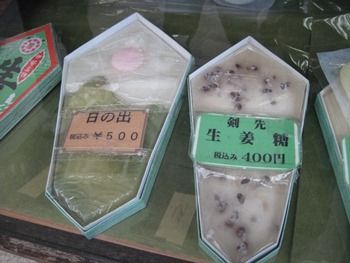 日の出
税込み ￥500
剣先
生姜糖
税込み 400円